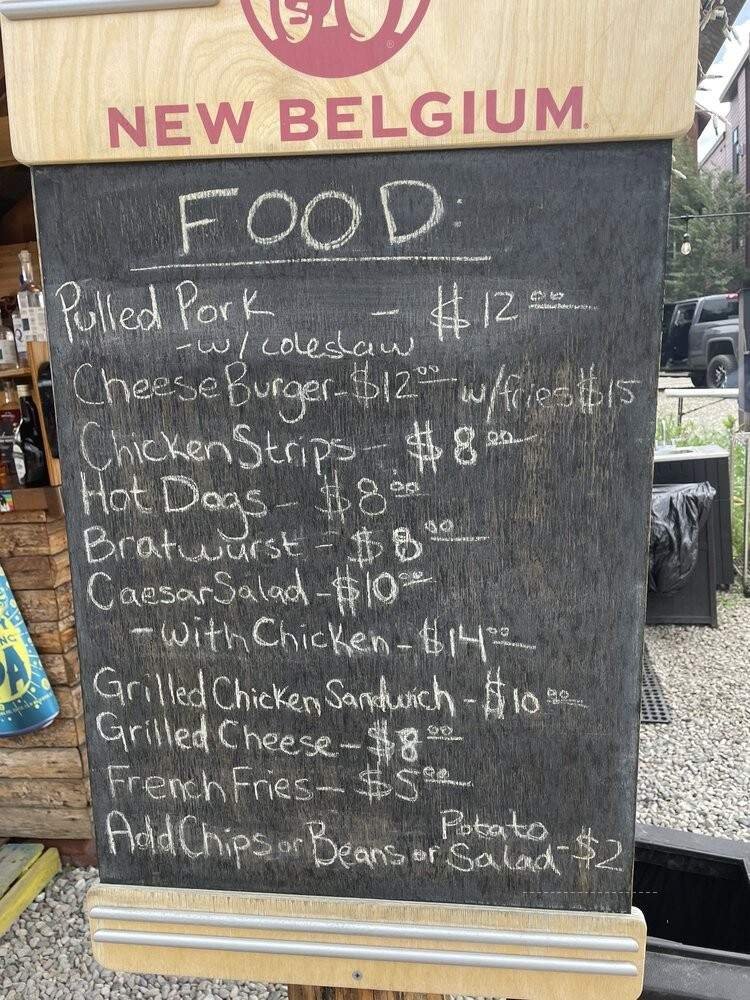 NEW BELGIUM
FOOD:
Pulled Pork - $12.00
-w/ coleslaw
Cheese Burger-$12.00 w/fries $15
Chicken Strips- $8.00
Hot Dogs- $8.00
Bratwurst - $8.00
Caesar Salad -$10.00
-with Chicken-$14.00
Grilled Chicken Sandwich -$10.00
Grilled Cheese-$8.00
French Fries- $5.00
Add Chips or Beans or Potato Salad-$2